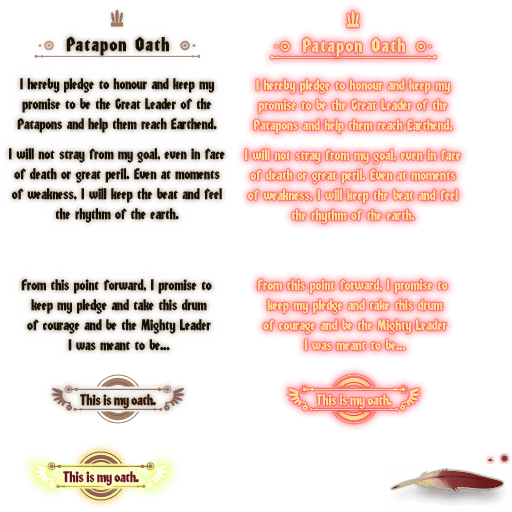 Patapon Oath
I hereby pledge to honour and keep my
promise to be the Great Leader of the
Patapons and help them reach Earthend.
I will not stray from my goal, even in face
of death or great peril. Even at moments
of weakness, I will keep the beat and feel
the rhythm of the earth.
From this point forward, I promise to
keep my pledge and take this drum
of courage and be the Mighty Leader
I was meant to be...
This is my oath.
This is my oath.
Patapon Oath
I hereby pledge to honour and keep my
promise to be the Great Leader of the
Patapons and help them reach Earthend.
I will not stray from my goal, even in face
of death or great peril. Even at moments
of weakness, I will keep the beat and feel
the rhythm of the earth.
From this point forward, I promise to
keep my pledge and take this drum
of courage and be the Mighty Leader
I was meant to be...
This is my oath.